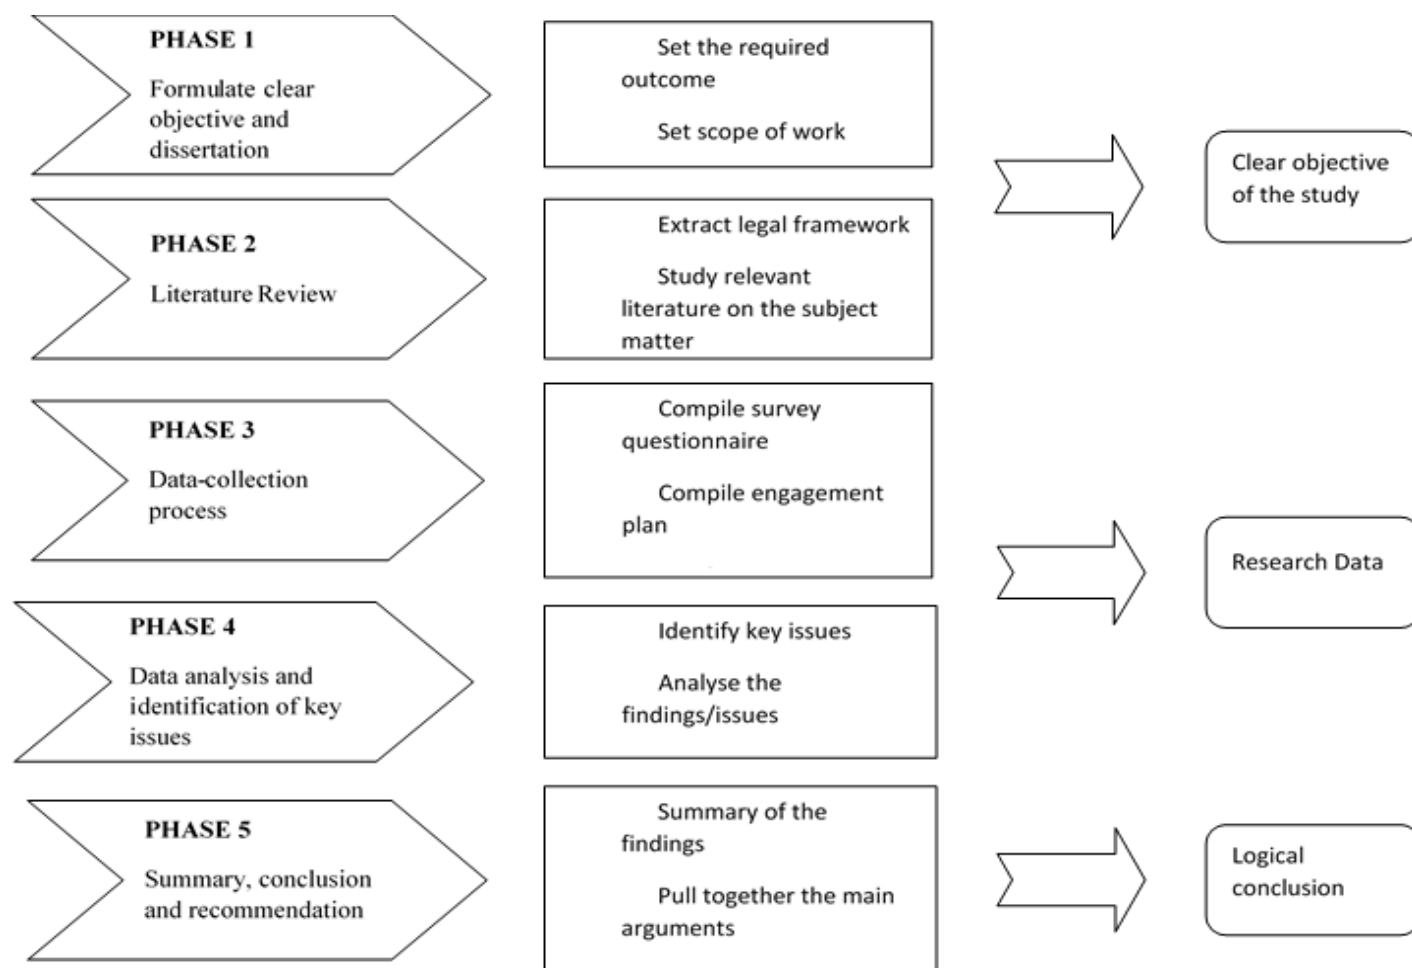 PHASE 1
Formulate clear
objective and
dissertation
Set the required
outcome
Set scope of work
Clear objective
of the study
PHASE 2
Literature Review
Extract legal framework
Study relevant
literature on the subject
matter
PHASE 3
Data-collection
process
Compile survey
questionnaire
Compile engagement
plan
Research Data
PHASE 4
Data analysis and
identification of key
issues
Identify key issues
Analyse the
findings/issues
PHASE 5
Summary, conclusion
and recommendation
Summary of the
findings
Pull together the main
arguments
Logical
conclusion